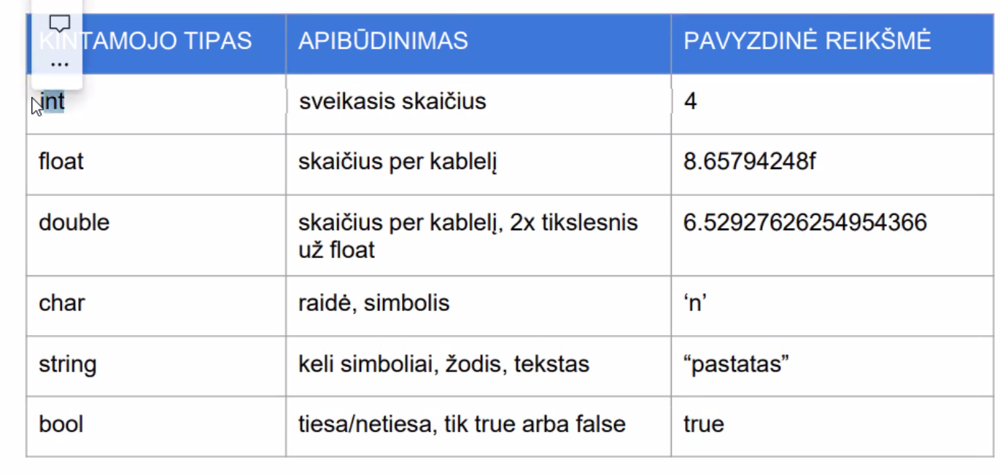 KINTAMOJO TIPAS APIBŪDINIMAS PAVYZDINĖ REIKŠMĖ
int sveikasis skaičius 4
float skaičius per kablelį 8.65794248f
double skaičius per kablelį, 2x tikslesnis 6.52927626254954366
už float
char raidė, simbolis ‘n’
string keli simboliai, žodis, tekstas “pastatas”
bool tiesa/netiesa, tik true arba false true